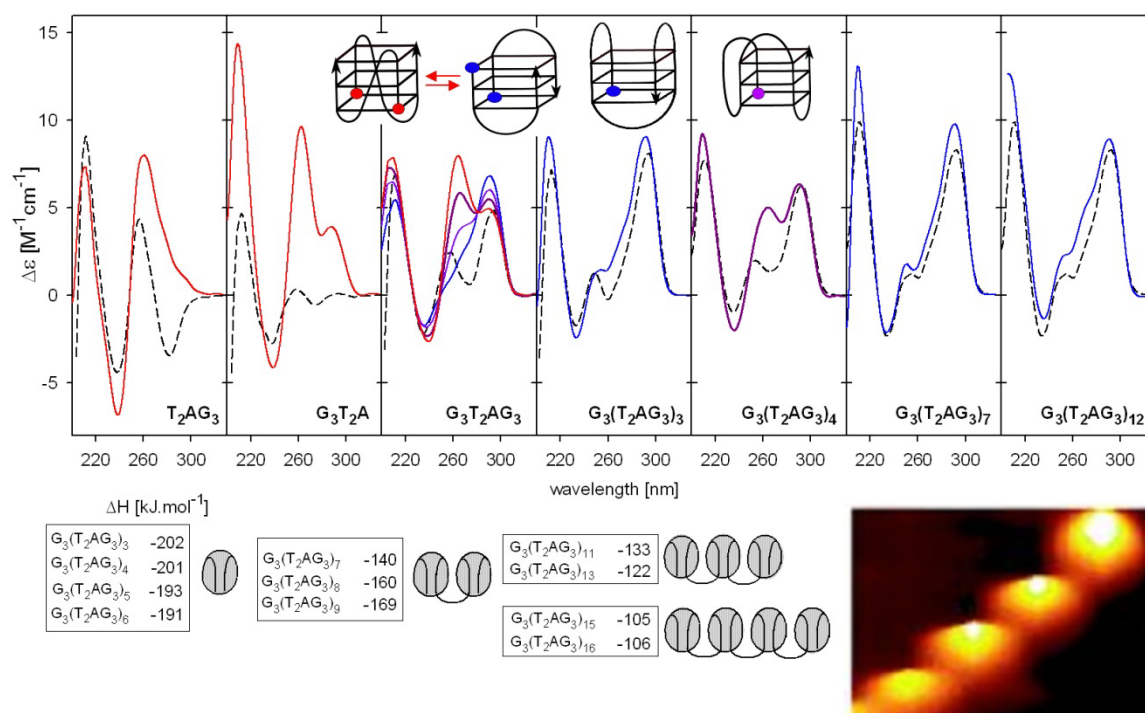 15
10
5
0
-5
Δε [M⁻¹ cm⁻¹]
T₂AG₃
G₃T₂A
G₃T₂AG₃
G₃(T₂AG₃)₃
G₃(T₂AG₃)₄
G₃(T₂AG₃)₇
G₃(T₂AG₃)₁₂
220 260 300
220 260 300
220 260 300
220 260 300
220 260 300
220 260 300
220 260 300
wavelength [nm]
ΔH [kJ.mol⁻¹]
G₃(T₂AG₃)₃ -202
G₃(T₂AG₃)₄ -201
G₃(T₂AG₃)₅ -193
G₃(T₂AG₃)₆ -191
G₃(T₂AG₃)₇ -140
G₃(T₂AG₃)₈ -160
G₃(T₂AG₃)₉ -169
G₃(T₂AG₃)₁₁ -133
G₃(T₂AG₃)₁₃ -122
G₃(T₂AG₃)₁₅ -105
G₃(T₂AG₃)₁₆ -106